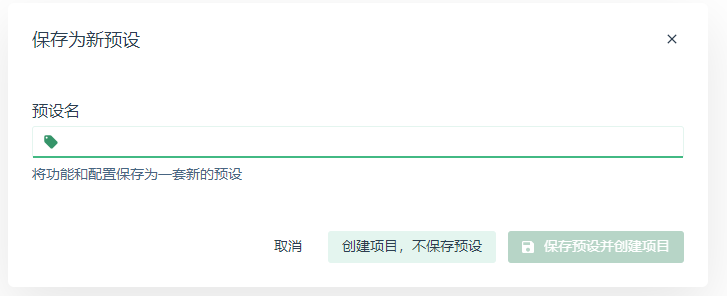 保存为新预设
预设名
将功能和配置保存为一套新的预设
取消
创建项目，不保存预设
保存预设并创建项目